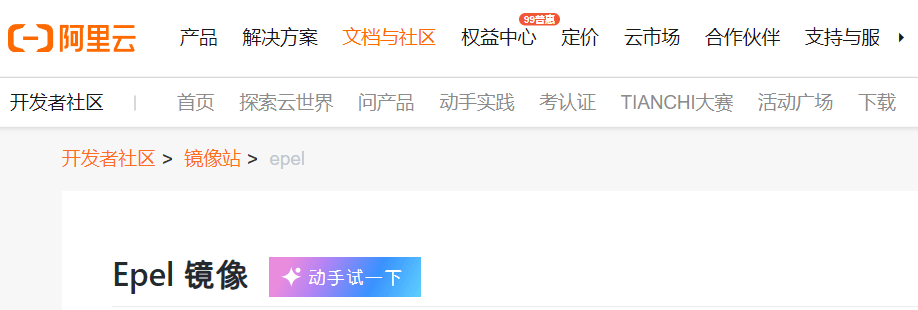 99普惠
阿里云 产品 解决方案 文档与社区 权益中心 定价 云市场 合作伙伴 支持与服
开发者社区 | 首页 探索云世界 问产品 动手实践 考认证 TIANCHI大赛 活动广场 下载
开发者社区 > 镜像站 > epel
Epel 镜像 动手试一下